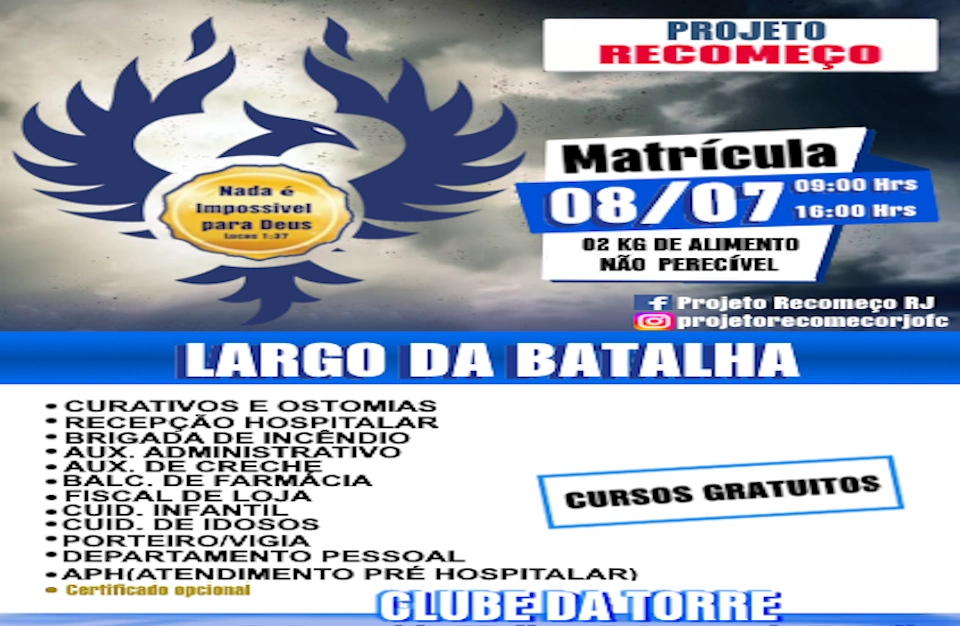 PROJETO
RECOMEÇO
Nada é
Impossivel
para Deus
Lucas 1:37
Matrícula
08/07 09:00 Hrs
16:00 Hrs
02 KG DE ALIMENTO
NÃO PERECÍVEL
Projeto Recomeço RJ
projetorecomecorjofc
LARGO DA BATALHA
• CURATIVOS E OSTOMIAS
• RECEPÇÃO HOSPITALAR
• BRIGADA DE INCÊNDIO
• AUX. ADMINISTRATIVO
• AUX. DE CRECHE
• BALC. DE FARMÁCIA
• FISCAL DE LOJA
• CUID. INFANTIL
• CUID. DE IDOSOS
• PORTEIRO/VIGIA
• DEPARTAMENTO PESSOAL
• APH(ATENDIMENTO PRÉ HOSPITALAR)
• Certificado opcional
CURSOS GRATUITOS
CLUBE DA TORRE